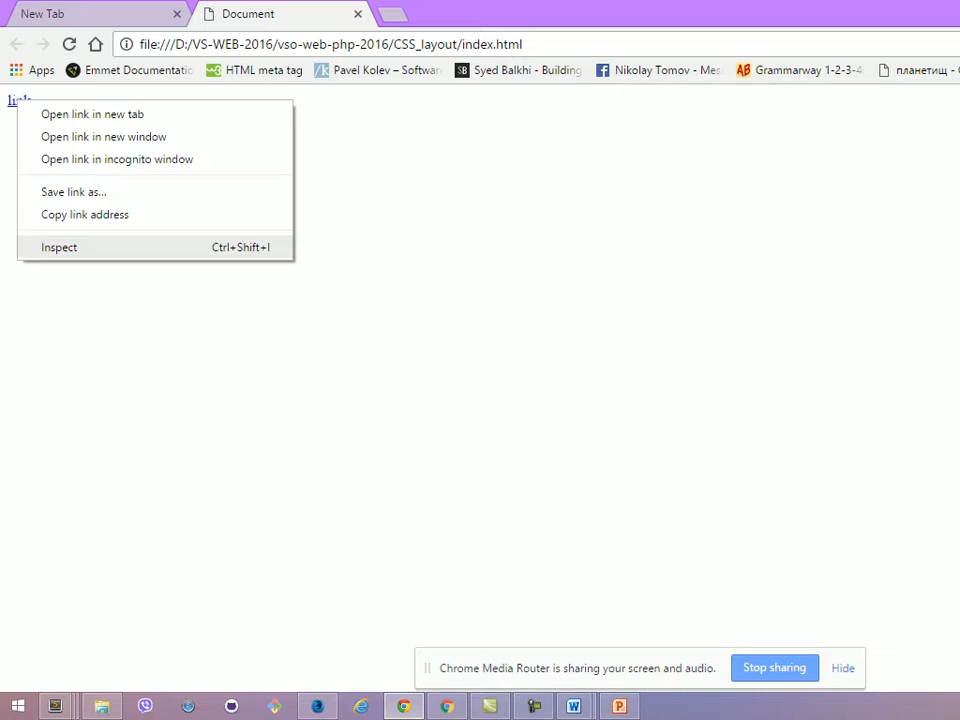 New Tab
Document
file:///D:/VS-WEB-2016/vso-web-php-2016/CSS_layout/index.html
Apps Emmet Documentatio HTML meta tag Pavel Kolev – Softwar Syed Balkhi - Building Nikolay Tomov - Mes Grammarway 1-2-3-4 планетищ -
link
Open link in new tab
Open link in new window
Open link in incognito window
Save link as...
Copy link address
Inspect Ctrl+Shift+I
Chrome Media Router is sharing your screen and audio. Stop sharing Hide